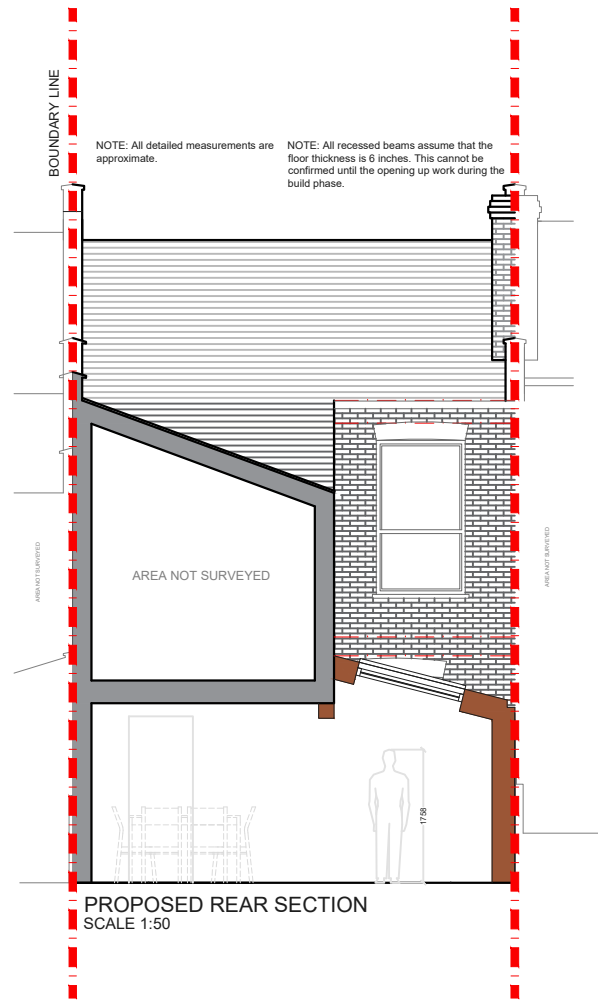 BOUNDARY LINE
NOTE: All detailed measurements are
approximate.
NOTE: All recessed beams assume that the
floor thickness is 6 inches. This cannot be
confirmed until the opening up work during the
build phase.
AREA NOT SURVEYED
AREA NOT SURVEYED
AREA NOT SURVEYED
1758
PROPOSED REAR SECTION
SCALE 1:50